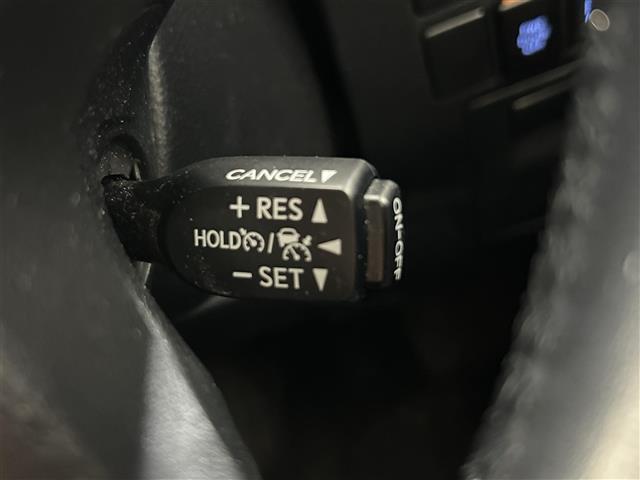 CANCEL▼
+ RES ▲
HOLD / ◄
− SET ▼
ON-OFF